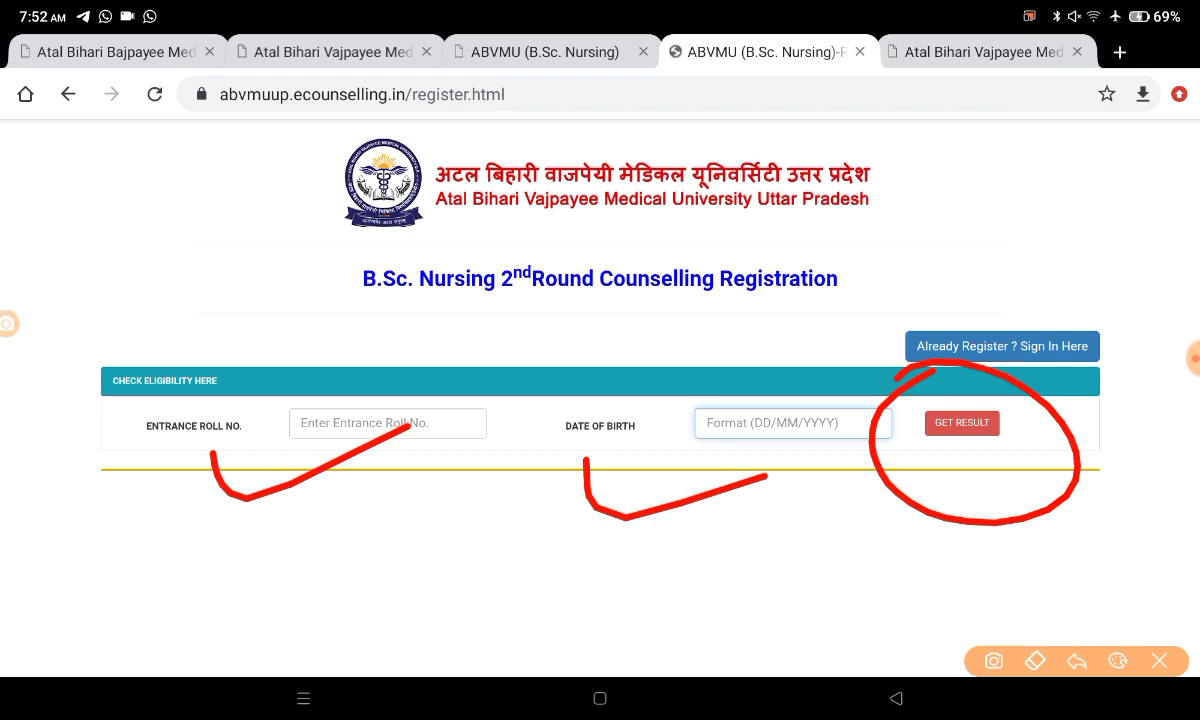 7:52 AM 69%
Atal Bihari Bajpayee Med
Atal Bihari Vajpayee Med
ABVMU (B.Sc. Nursing)
ABVMU (B.Sc. Nursing)-R
Atal Bihari Vajpayee Med
abvmuup.ecounselling.in/register.html
अटल बिहारी वाजपेयी मेडिकल यूनिवर्सिटी उत्तर प्रदेश
Atal Bihari Vajpayee Medical University Uttar Pradesh
B.Sc. Nursing 2nd Round Counselling Registration
Already Register ? Sign In Here
CHECK ELIGIBILITY HERE
ENTRANCE ROLL NO. Enter Entrance Roll No. DATE OF BIRTH Format (DD/MM/YYYY) GET RESULT